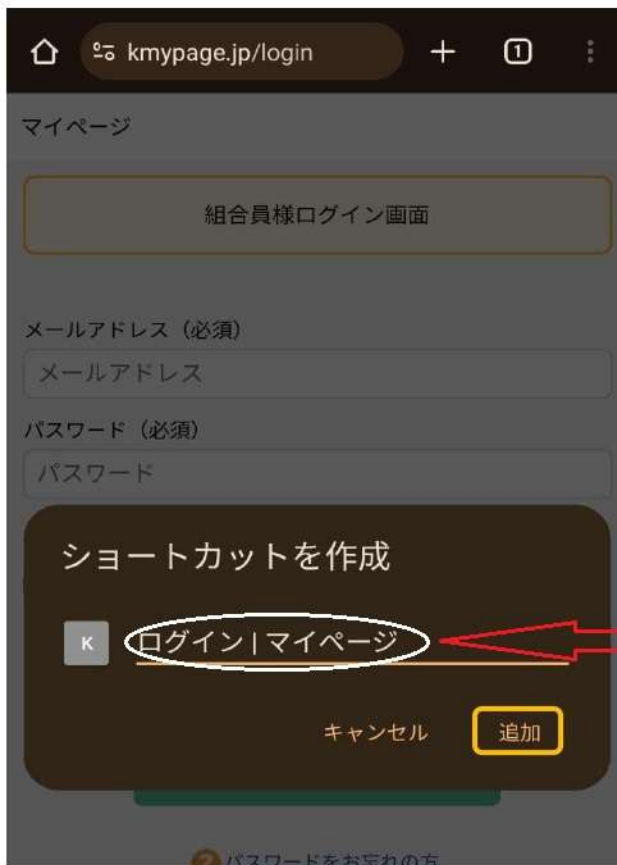 kmypage.jp/login
1
マイページ
組合員様ログイン画面
メールアドレス（必須）
メールアドレス
パスワード（必須）
パスワード
ショートカットを作成
K
ログイン | マイページ
キャンセル
追加
? パスワードをお忘れの方